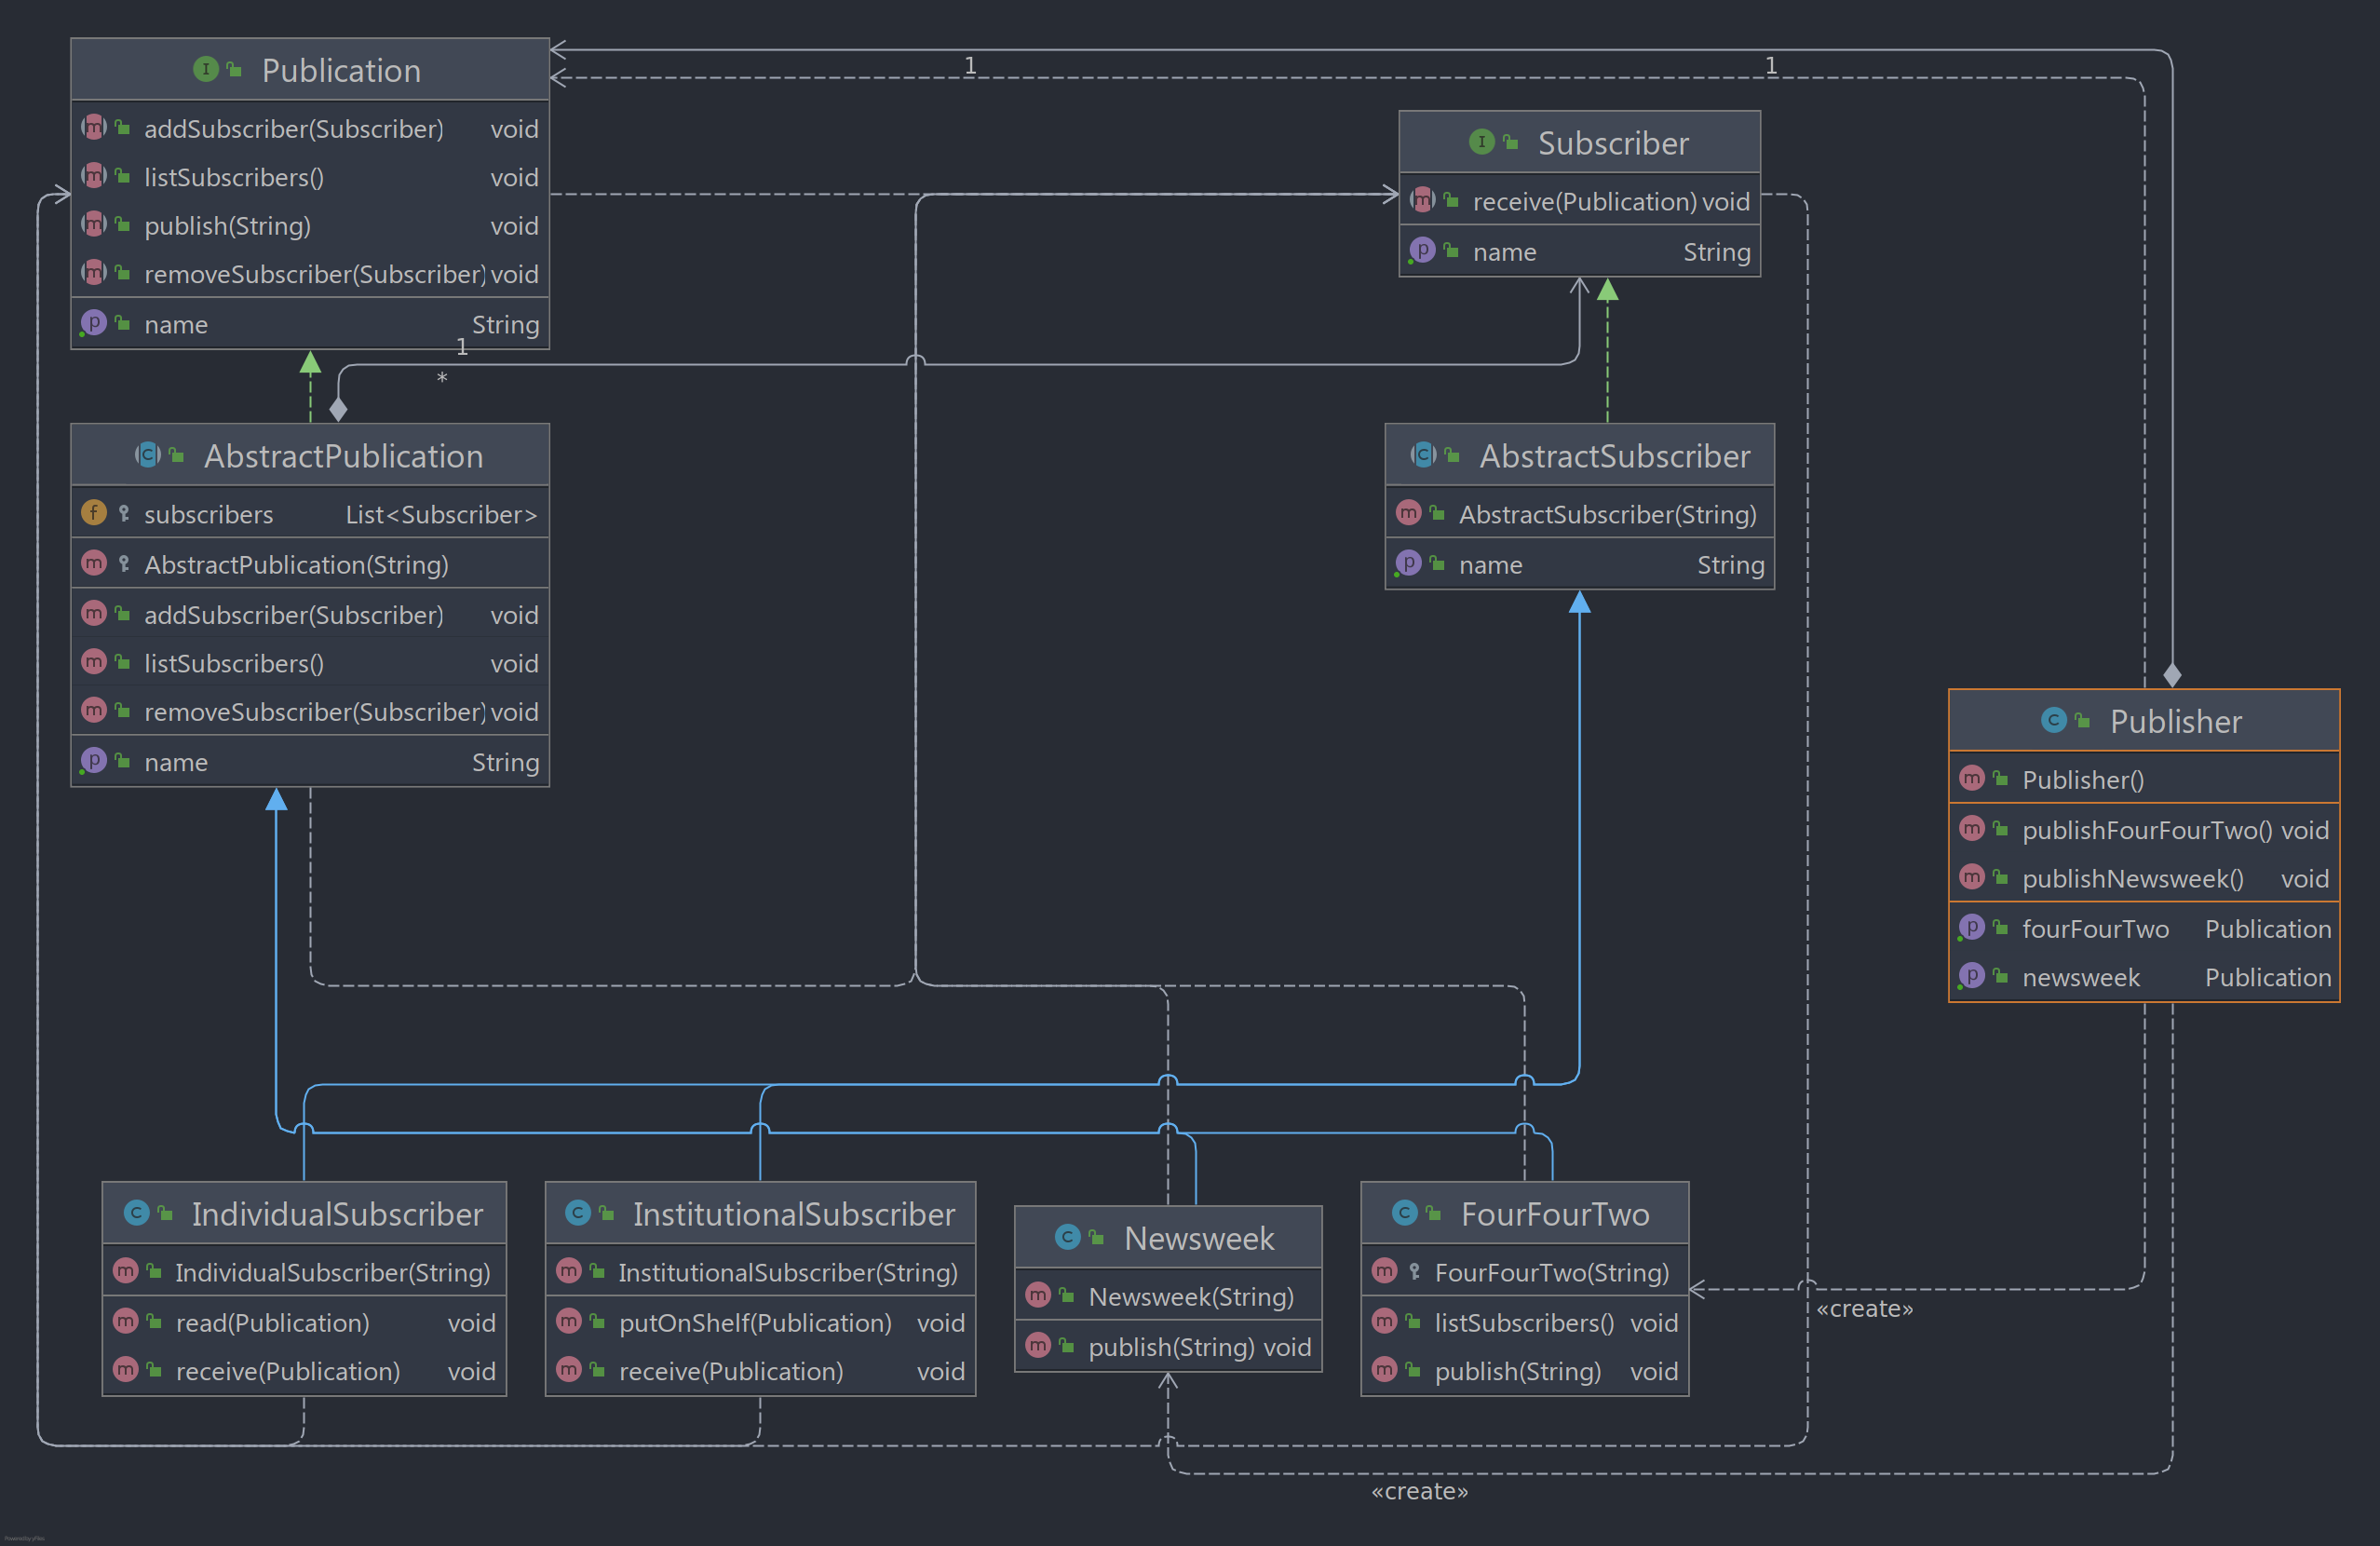 Publication
addSubscriber(Subscriber) void
listSubscribers() void
publish(String) void
removeSubscriber(Subscriber) void
name String
1
1
Subscriber
receive(Publication) void
name String
1
*
AbstractPublication
subscribers List<Subscriber>
AbstractPublication(String)
addSubscriber(Subscriber) void
listSubscribers() void
removeSubscriber(Subscriber) void
name String
AbstractSubscriber
AbstractSubscriber(String)
name String
Publisher
Publisher()
publishFourFourTwo() void
publishNewsweek() void
fourFourTwo Publication
newsweek Publication
IndividualSubscriber
IndividualSubscriber(String)
read(Publication) void
receive(Publication) void
InstitutionalSubscriber
InstitutionalSubscriber(String)
putOnShelf(Publication) void
receive(Publication) void
Newsweek
Newsweek(String)
publish(String) void
FourFourTwo
FourFourTwo(String)
listSubscribers() void
publish(String) void
«create»
«create»
Powered by yFiles